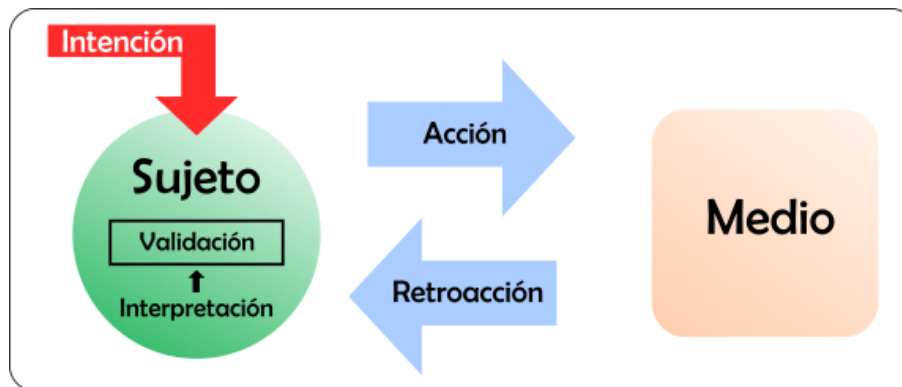 Intención
Sujeto
Validación
Interpretación
Acción
Retroacción
Medio